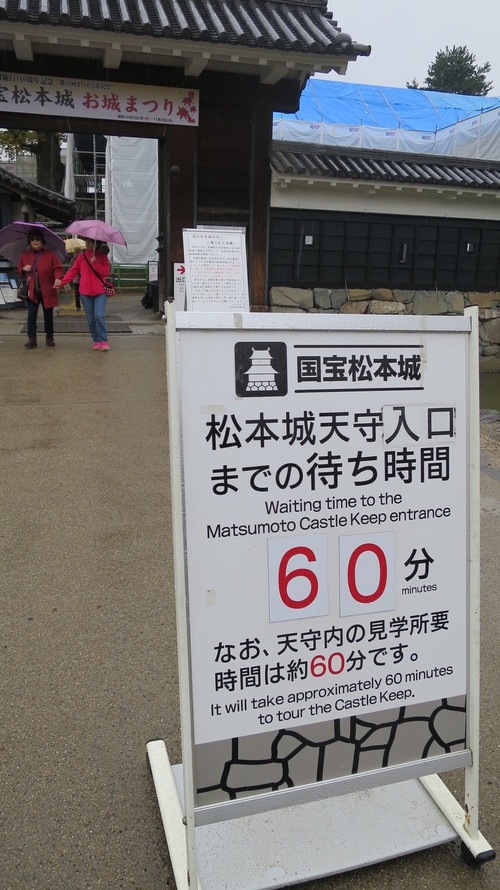 宝松本城 お城まつり
国宝松本城
松本城天守入口
までの待ち時間
Waiting time to the
Matsumoto Castle Keep entrance
60分
minutes
なお、天守内の見学所要
時間は約60分です。
It will take approximately 60 minutes
to tour the Castle Keep.